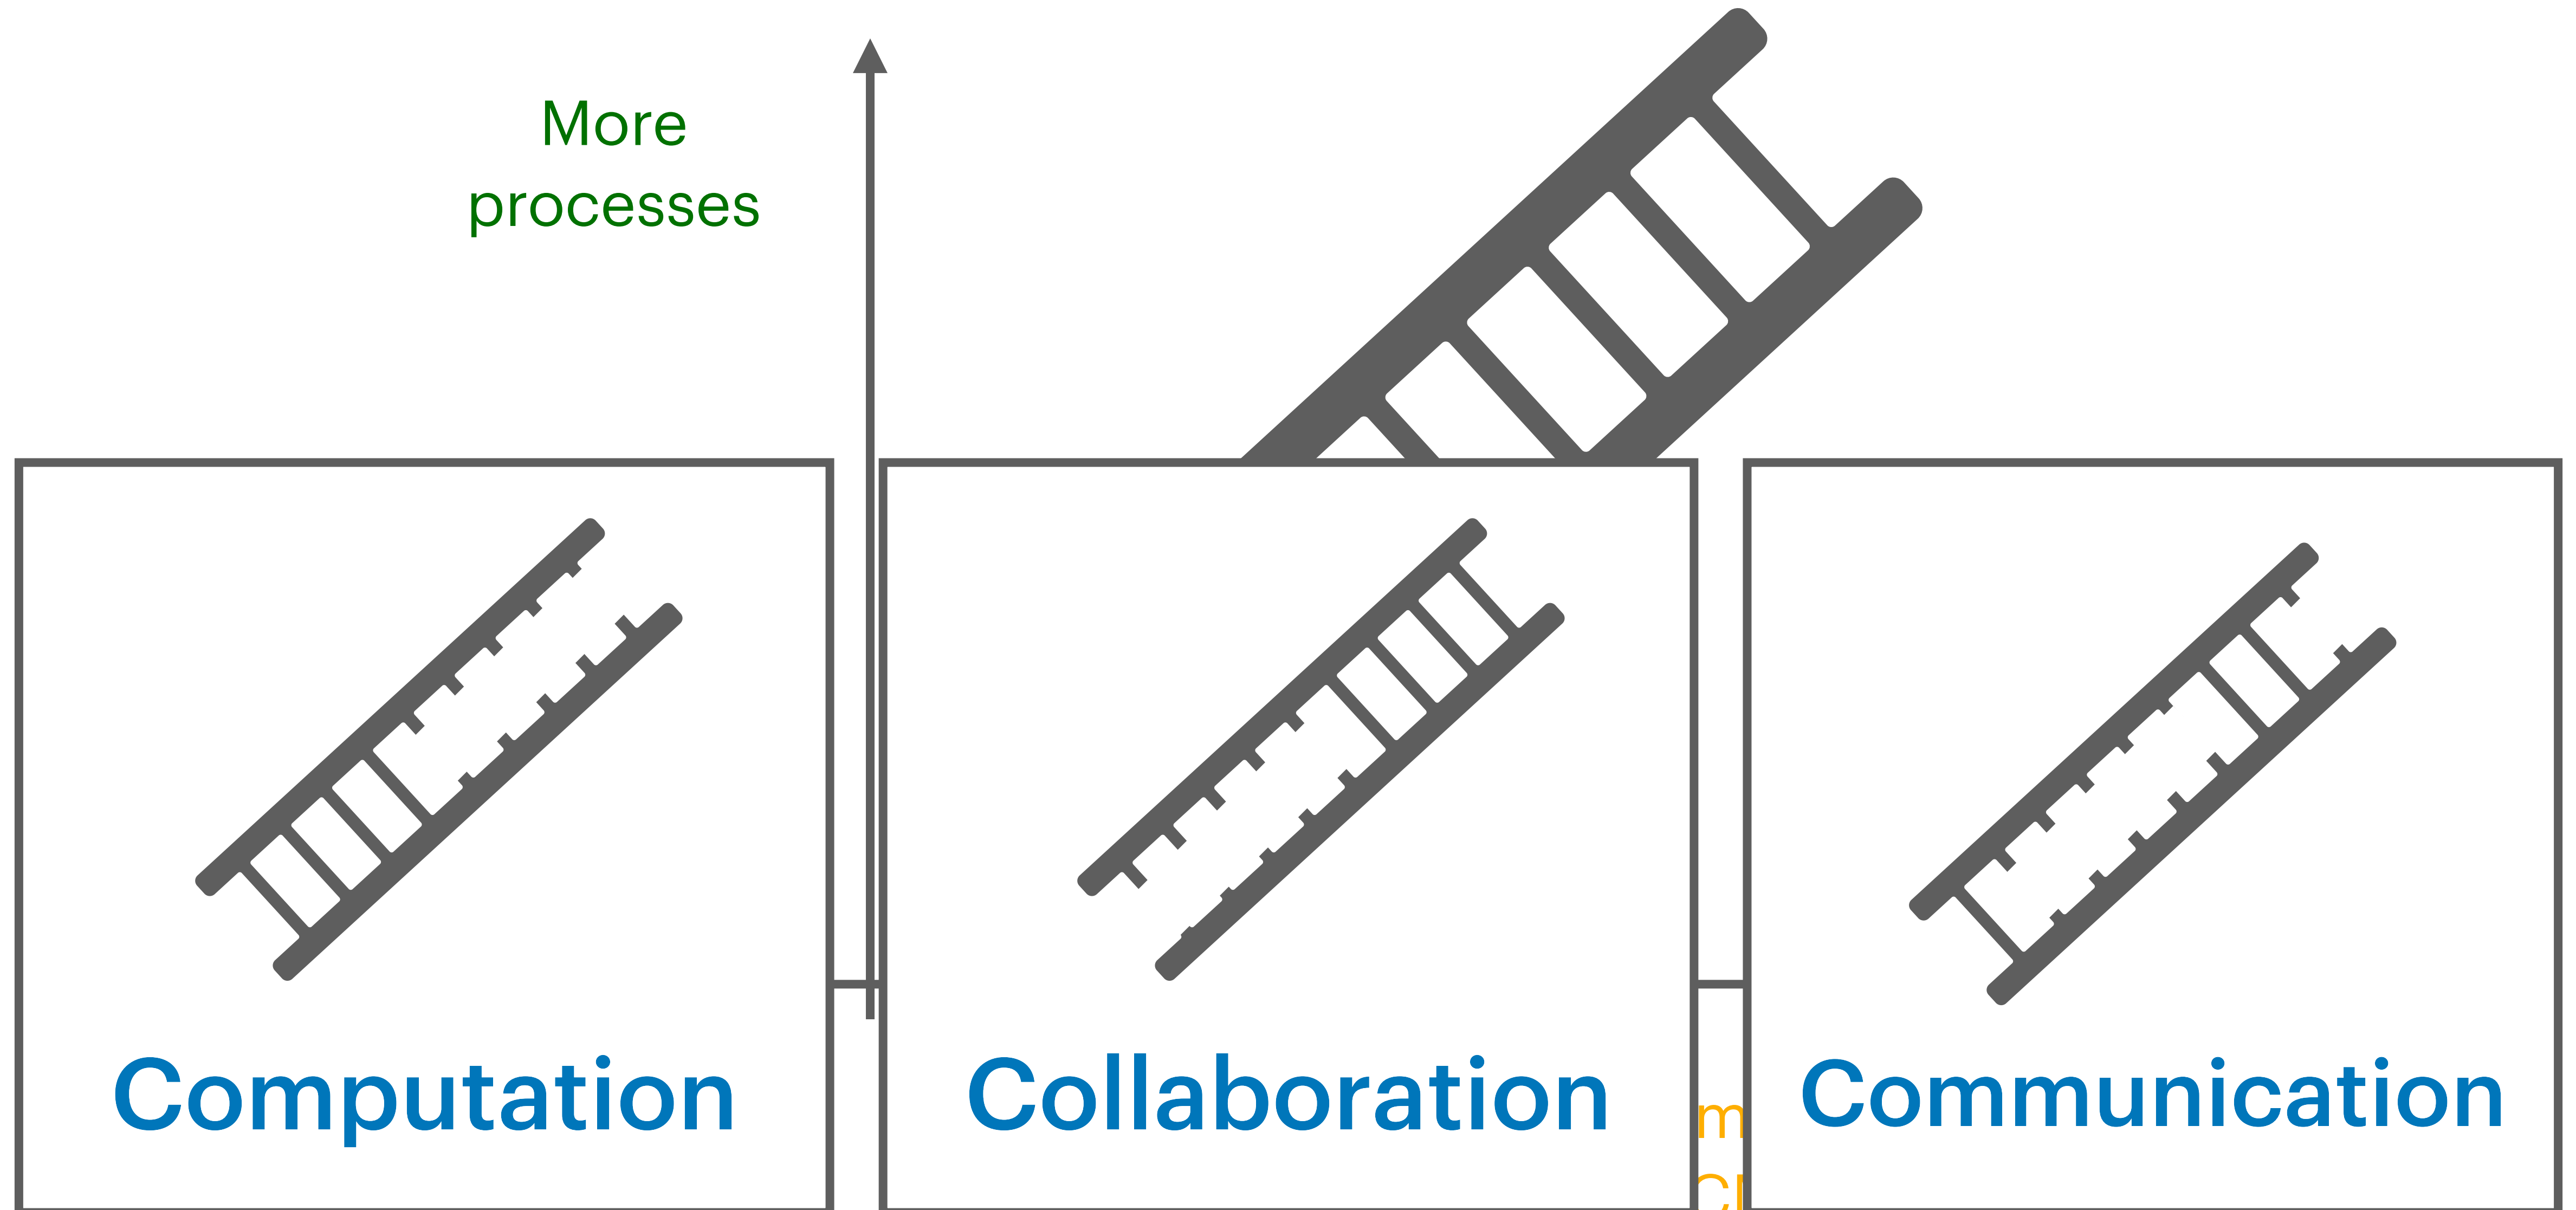 More
processes
Computation
Collaboration
Communication